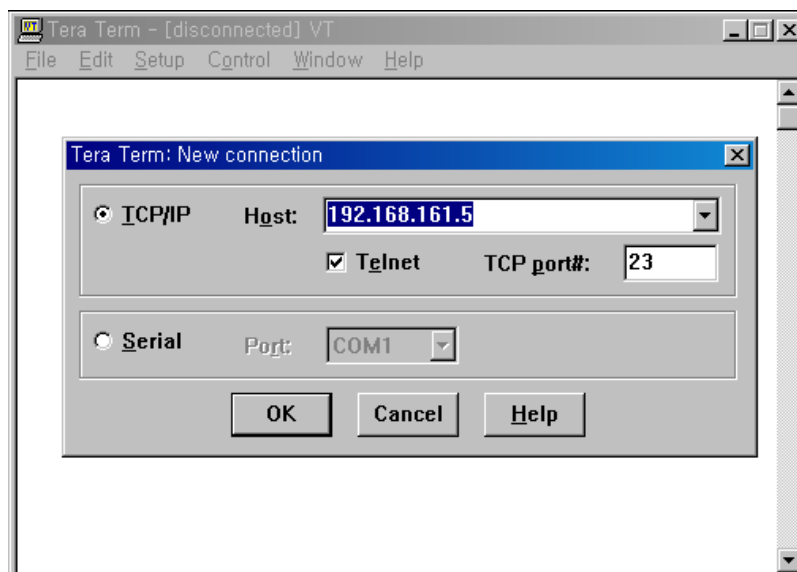 VT Tera Term - [disconnected] VT
File Edit Setup Control Window Help
Tera Term: New connection
TCP/IP Host: 192.168.161.5
Telnet TCP port#: 23
Serial Port: COM1
OK Cancel Help